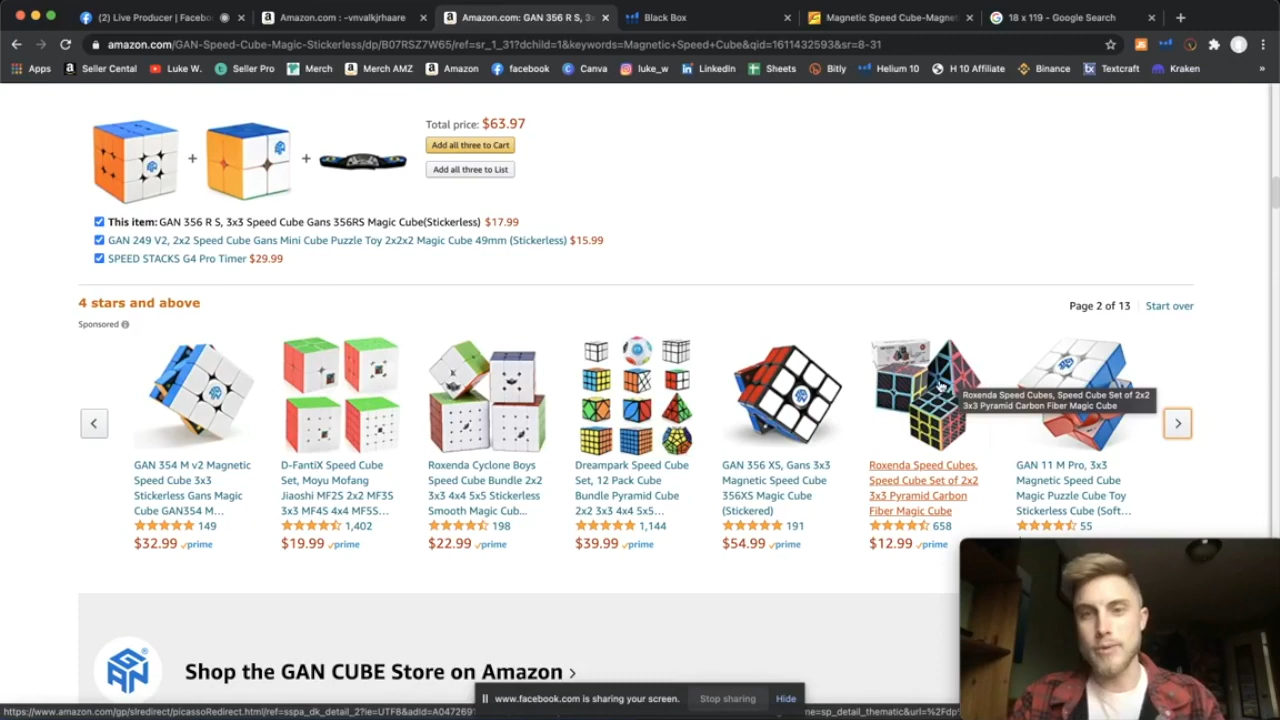 (2) Live Producer | Faceb
Amazon.com : -vnvalkjrhaare
Amazon.com: GAN 356 R S, 3x
Black Box
Magnetic Speed Cube-Magnet
18 x 119 - Google Search
amazon.com/GAN-Speed-Cube-Magic-Stickerless/dp/B07RSZ7W65/ref=sr_1_31?dchild=1&keywords=Magnetic+Speed+Cube&qid=1611432593&sr=8-31
Apps Seller Cental Luke W. Seller Pro Merch Merch AMZ Amazon facebook Canva luke_w LinkedIn Sheets Bitly Helium 10 H 10 Affiliate Binance Textcraft Kraken »
Total price: $63.97
Add all three to Cart
Add all three to List
This item: GAN 356 R S, 3x3 Speed Cube Gans 356RS Magic Cube(Stickerless) $17.99
GAN 249 V2, 2x2 Speed Cube Gans Mini Cube Puzzle Toy 2x2x2 Magic Cube 49mm (Stickerless) $15.99
SPEED STACKS G4 Pro Timer $29.99
4 stars and above
Page 2 of 13 | Start over
Sponsored
Roxenda Speed Cubes, Speed Cube Set of 2x2
3x3 Pyramid Carbon Fiber Magic Cube
GAN 354 M v2 Magnetic
Speed Cube 3x3
Stickerless Gans Magic
Cube GAN354 M...
149
$32.99 prime
D-FantiX Speed Cube
Set, Moyu Mofang
Jiaoshi MF2S 2x2 MF3S
3x3 MF4S 4x4 MF5S...
1,402
$19.99 prime
Roxenda Cyclone Boys
Speed Cube Bundle 2x2
3x3 4x4 5x5 Stickerless
Smooth Magic Cub...
198
$22.99 prime
Dreampark Speed Cube
Set, 12 Pack Cube
Bundle Pyramid Cube
2x2 3x3 4x4 5x5...
1,144
$39.99 prime
GAN 356 XS, Gans 3x3
Magnetic Speed Cube
356XS Magic Cube
(Stickered)
191
$54.99 prime
Roxenda Speed Cubes,
Speed Cube Set of 2x2
3x3 Pyramid Carbon
Fiber Magic Cube
658
$12.99 prime
GAN 11 M Pro, 3x3
Magnetic Speed Cube
Magic Puzzle Cube Toy
Stickerless Cube (Soft...
55
GAN
Shop the GAN CUBE Store on Amazon ›
www.facebook.com is sharing your screen.
Stop sharing
Hide
https://www.amazon.com/gp/slredirect/picassoRedirect.html/ref=sspa_dk_detail_2?ie=UTF8&adId=A047269
me=sp_detail_thematic&url=%2Fdp